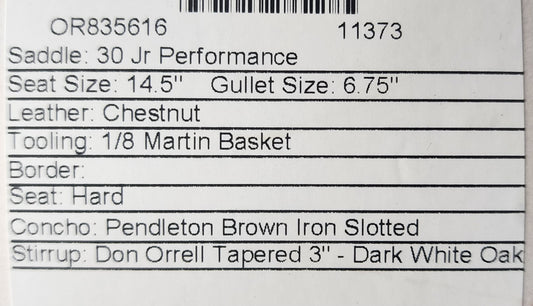 OR835616 11373
Saddle: 30 Jr Performance
Seat Size: 14.5" Gullet Size: 6.75"
Leather: Chestnut
Tooling: 1/8 Martin Basket
Border:
Seat: Hard
Concho: Pendleton Brown Iron Slotted
Stirrup: Don Orrell Tapered 3" - Dark White Oak